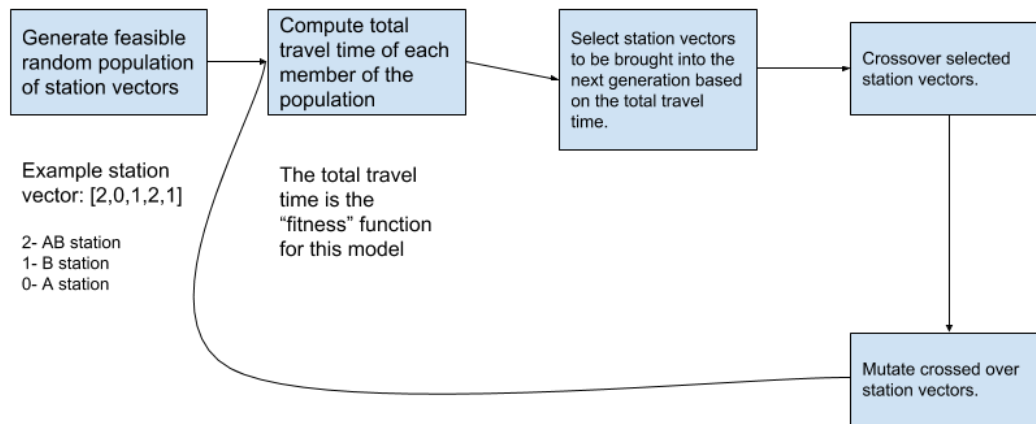 Generate feasible
random population
of station vectors
Compute total
travel time of each
member of the
population
Select station vectors
to be brought into the
next generation based
on the total travel
time.
Crossover selected
station vectors.
Example station
vector: [2,0,1,2,1]
2- AB station
1- B station
0- A station
The total travel
time is the
“fitness” function
for this model
Mutate crossed over
station vectors.